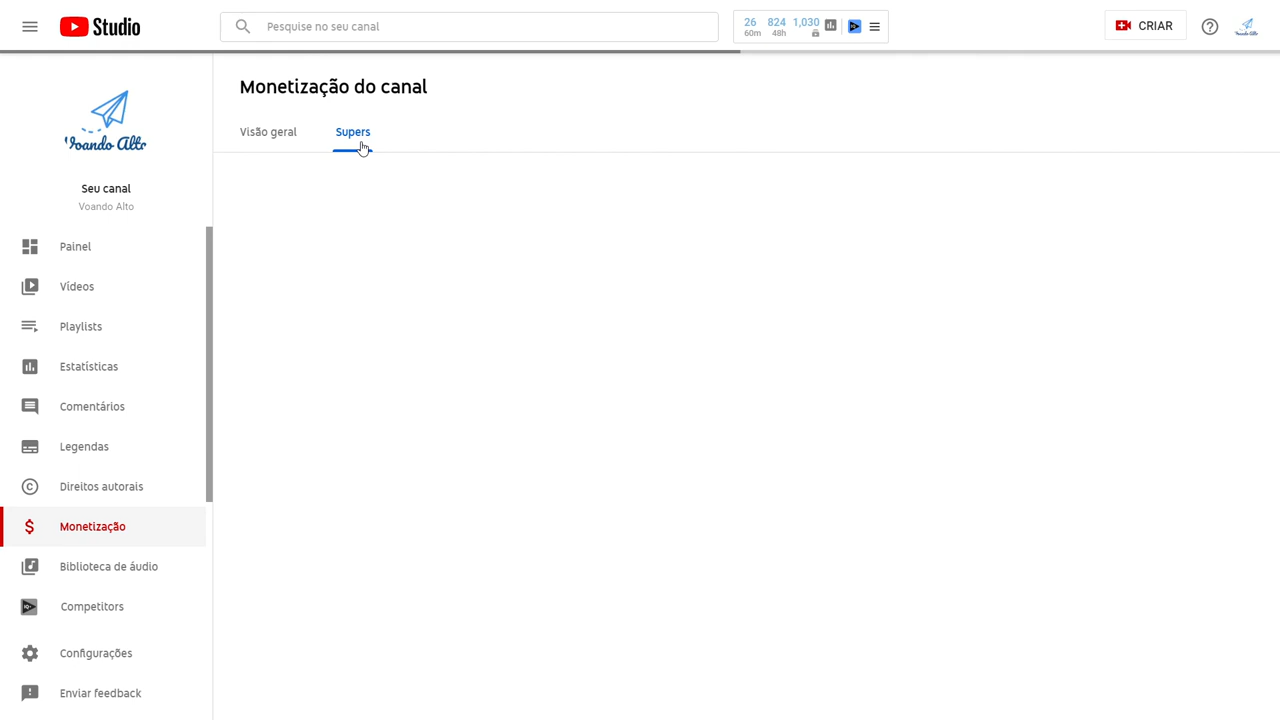 Studio
Pesquise no seu canal
26 824 1,030
60m 48h
CRIAR
Voando Alto
Seu canal
Voando Alto
Painel
Vídeos
Playlists
Estatísticas
Comentários
Legendas
Direitos autorais
Monetização
Biblioteca de áudio
Competitors
Configurações
Enviar feedback
Monetização do canal
Visão geral
Supers